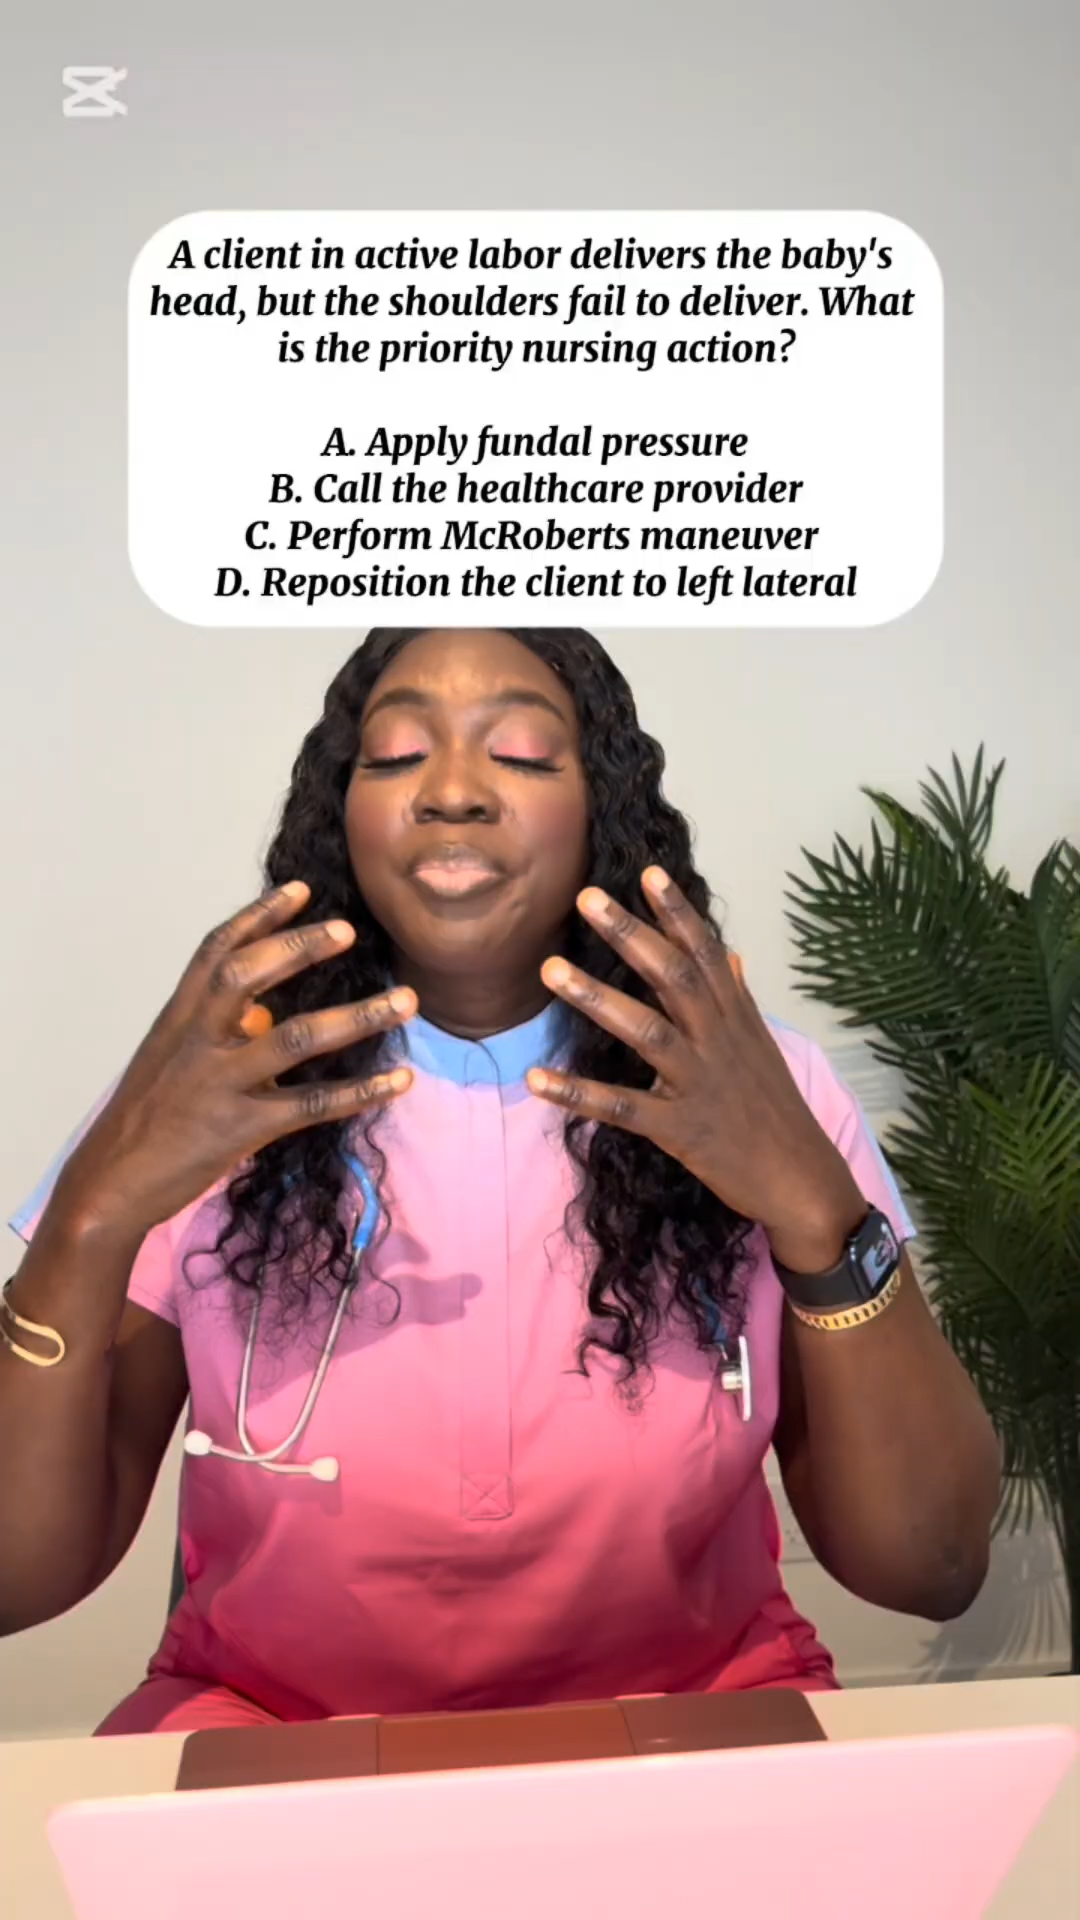 A client in active labor delivers the baby's
head, but the shoulders fail to deliver. What
is the priority nursing action?
A. Apply fundal pressure
B. Call the healthcare provider
C. Perform McRoberts maneuver
D. Reposition the client to left lateral